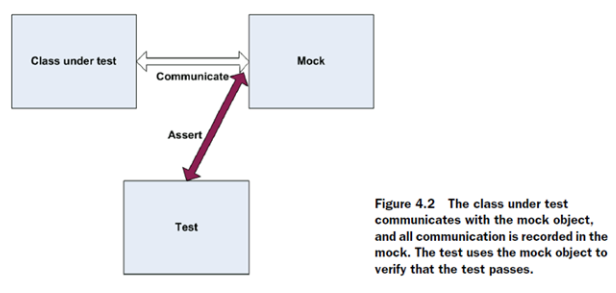 Class under test
Mock
Communicate
Assert
Test
Figure 4.2 The class under test
communicates with the mock object,
and all communication is recorded in the
mock. The test uses the mock object to
verify that the test passes.